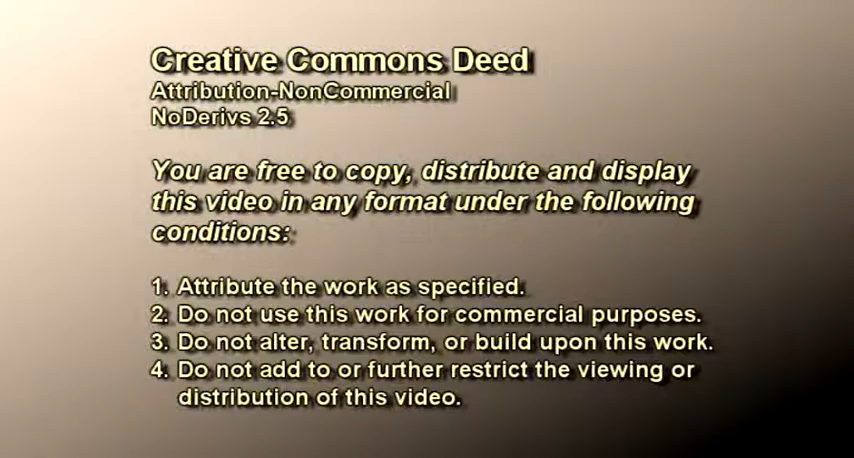 Creative Commons Deed
Attribution-NonCommercial
NoDerivs 2.5
You are free to copy, distribute and display
this video in any format under the following
conditions:
1. Attribute the work as specified.
2. Do not use this work for commercial purposes.
3. Do not alter, transform, or build upon this work.
4. Do not add to or further restrict the viewing or
distribution of this video.